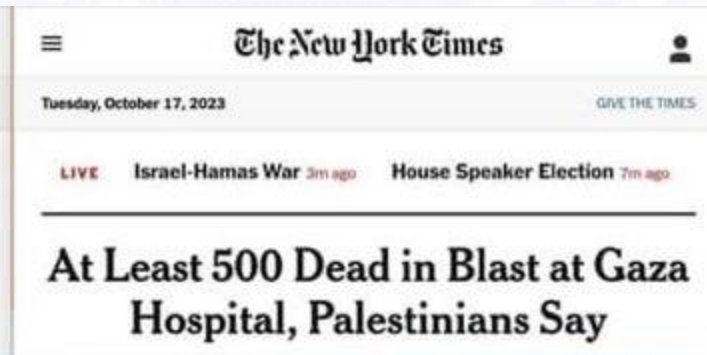 The New York Times
Tuesday, October 17, 2023 GIVE THE TIMES
LIVE Israel-Hamas War 3m ago House Speaker Election 7m ago
At Least 500 Dead in Blast at Gaza
Hospital, Palestinians Say